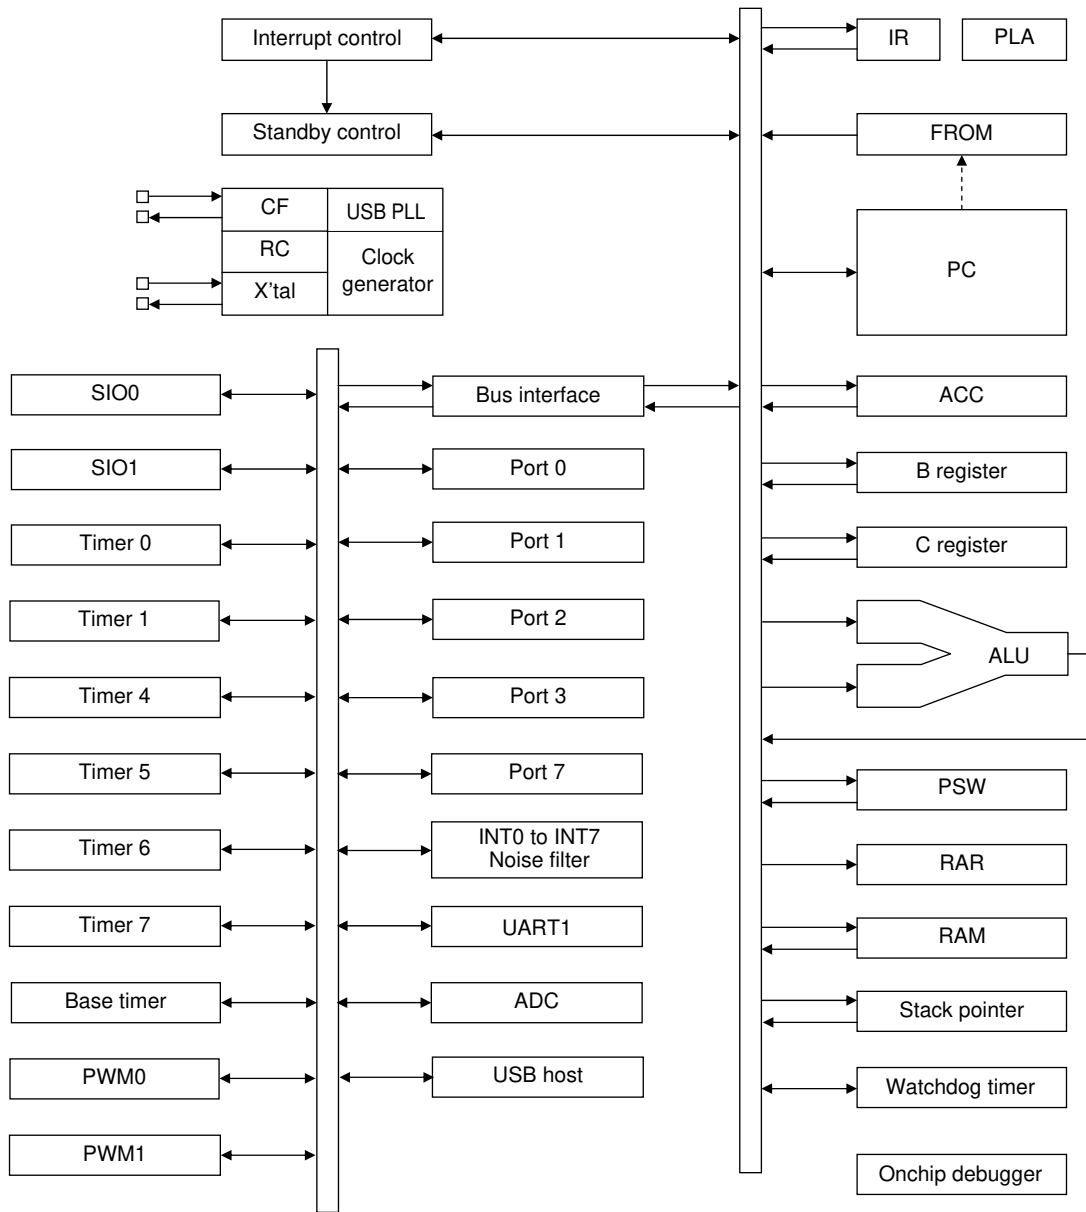 Interrupt control
IR
PLA
Standby control
FROM
CF
USB PLL
RC
Clock
generator
X'tal
PC
SIO0
Bus interface
ACC
SIO1
Port 0
B register
Timer 0
Port 1
C register
Timer 1
Port 2
ALU
Timer 4
Port 3
Timer 5
Port 7
PSW
Timer 6
INT0 to INT7
Noise filter
RAR
Timer 7
UART1
RAM
Base timer
ADC
Stack pointer
PWM0
USB host
Watchdog timer
PWM1
Onchip debugger